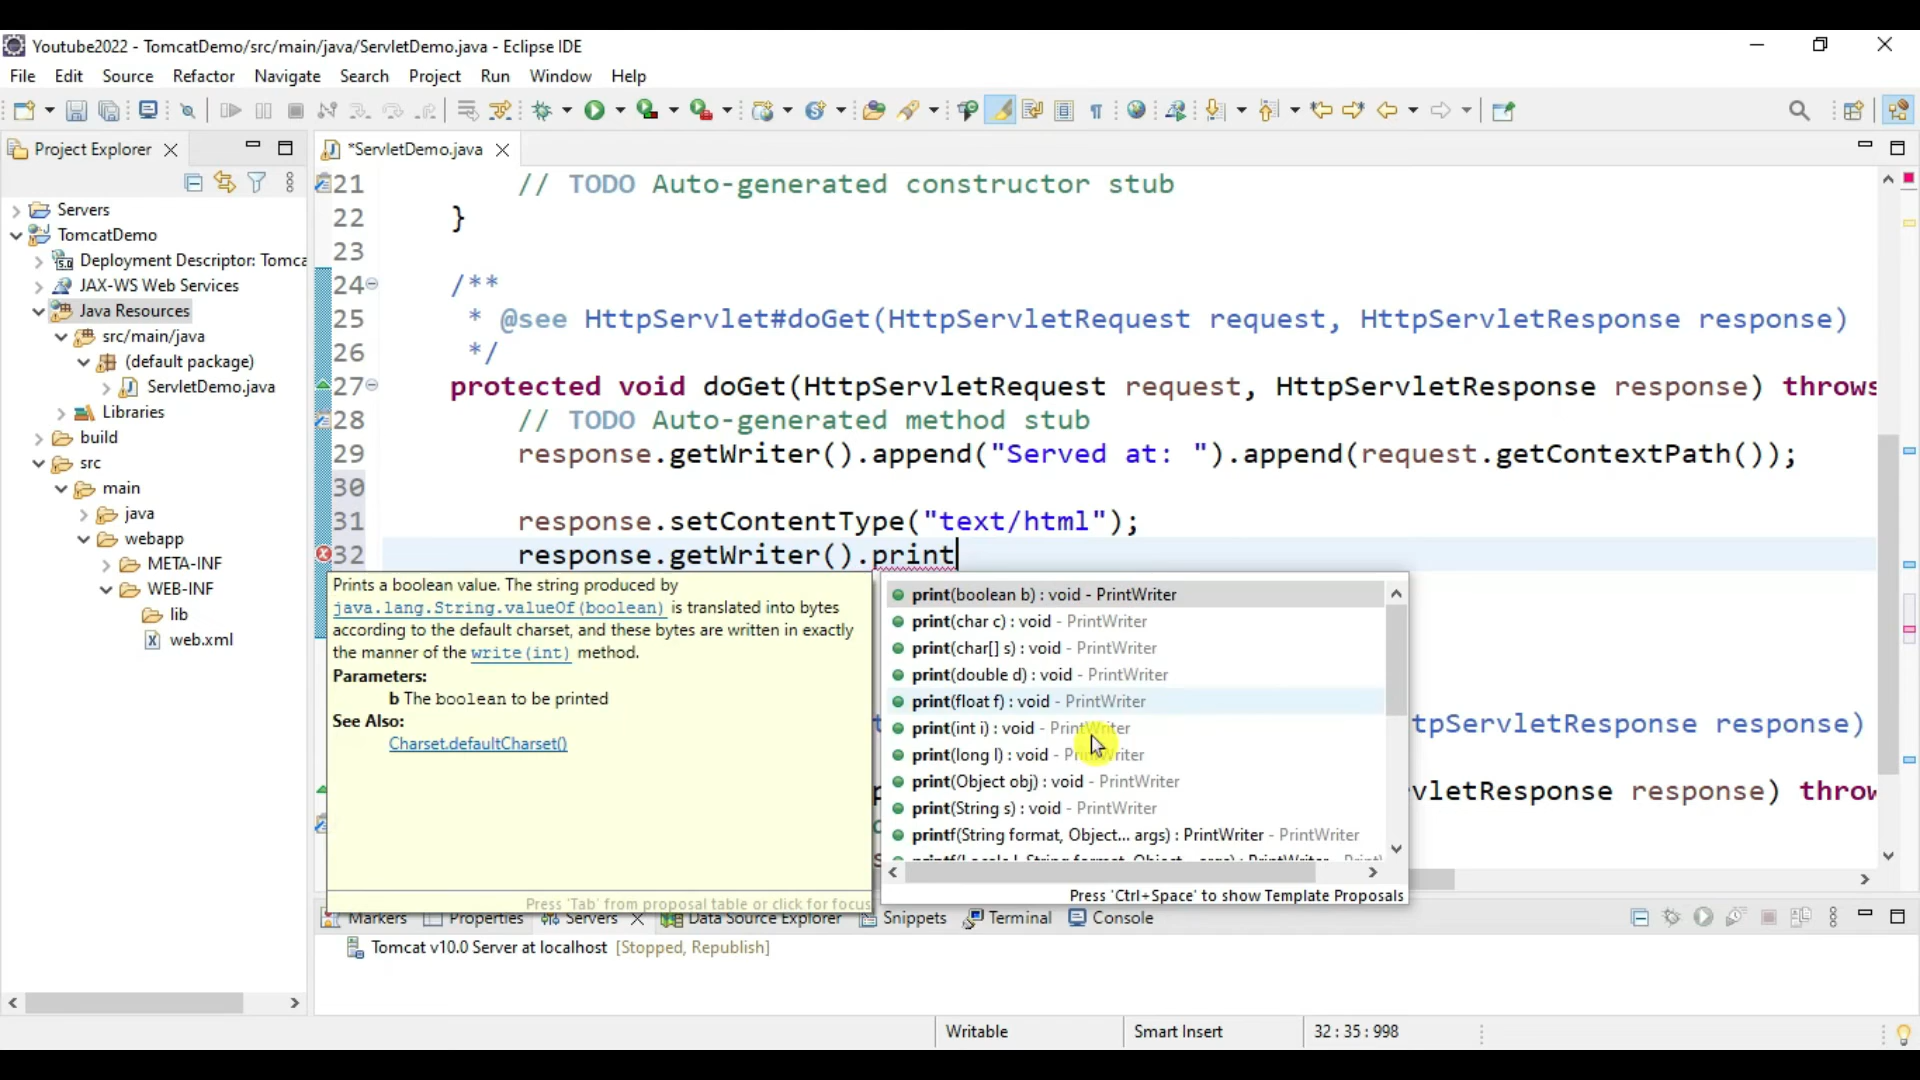 Youtube2022 - TomcatDemo/src/main/java/ServletDemo.java - Eclipse IDE
File Edit Source Refactor Navigate Search Project Run Window Help
Project Explorer
*ServletDemo.java
Servers
TomcatDemo
Deployment Descriptor: Tomca
JAX-WS Web Services
Java Resources
src/main/java
(default package)
ServletDemo.java
Libraries
build
src
main
java
webapp
META-INF
WEB-INF
lib
web.xml
21 // TODO Auto-generated constructor stub
22 }
23
24 /**
25 * @see HttpServlet#doGet(HttpServletRequest request, HttpServletResponse response)
26 */
27 protected void doGet(HttpServletRequest request, HttpServletResponse response) throws
28 // TODO Auto-generated method stub
29 response.getWriter().append("Served at: ").append(request.getContextPath());
30
31 response.setContentType("text/html");
32 response.getWriter().print
Prints a boolean value. The string produced by
java.lang.String.valueOf(boolean) is translated into bytes
according to the default charset, and these bytes are written in exactly
the manner of the write(int) method.
Parameters:
b The boolean to be printed
See Also:
Charset.defaultCharset()
Press 'Tab' from proposal table or click for focus
print(boolean b) : void - PrintWriter
print(char c) : void - PrintWriter
print(char[] s) : void - PrintWriter
print(double d) : void - PrintWriter
print(float f) : void - PrintWriter
print(int i) : void - PrintWriter
print(long l) : void - PrintWriter
print(Object obj) : void - PrintWriter
print(String s) : void - PrintWriter
printf(String format, Object... args) : PrintWriter - PrintWriter
Press 'Ctrl+Space' to show Template Proposals
tpServletResponse response)
vletResponse response) throw
Markers Properties Servers Data Source Explorer Snippets Terminal Console
Tomcat v10.0 Server at localhost [Stopped, Republish]
Writable Smart Insert 32 : 35 : 998